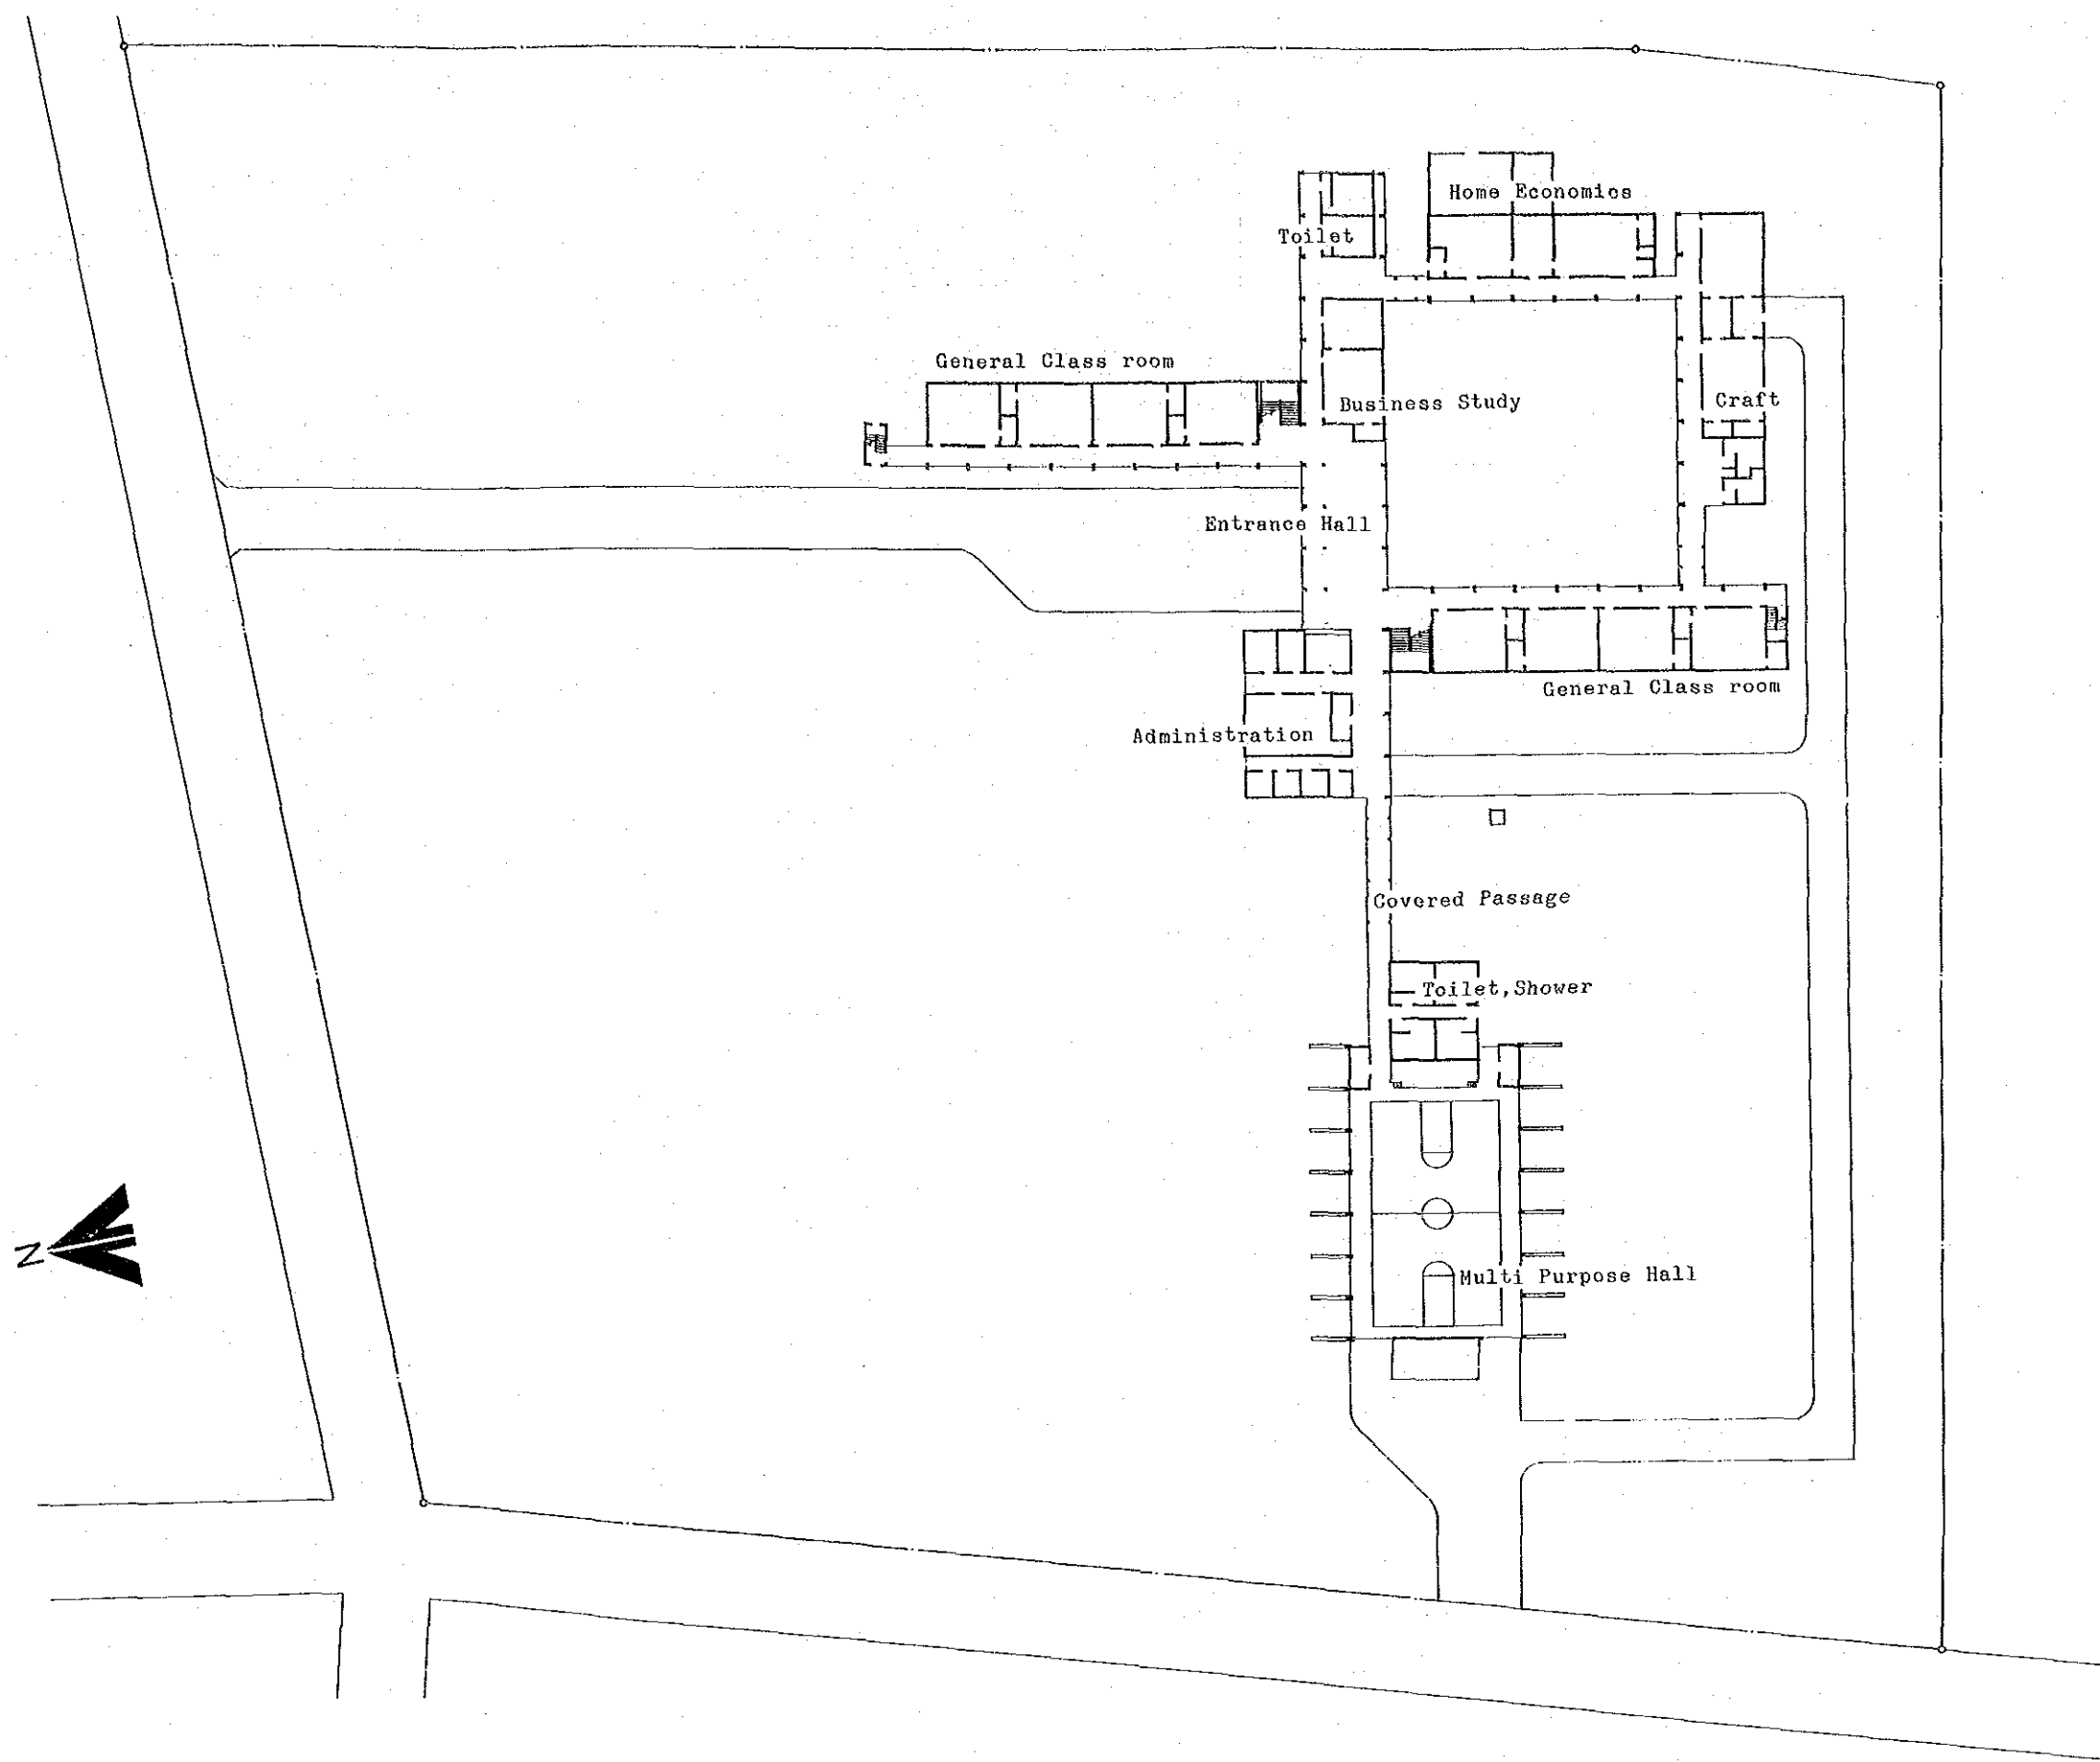 Home Economics
Toilet
General Class room
Business Study
Craft
Entrance Hall
General Class room
Administration
Covered Passage
Toilet, Shower
N
Multi Purpose Hall